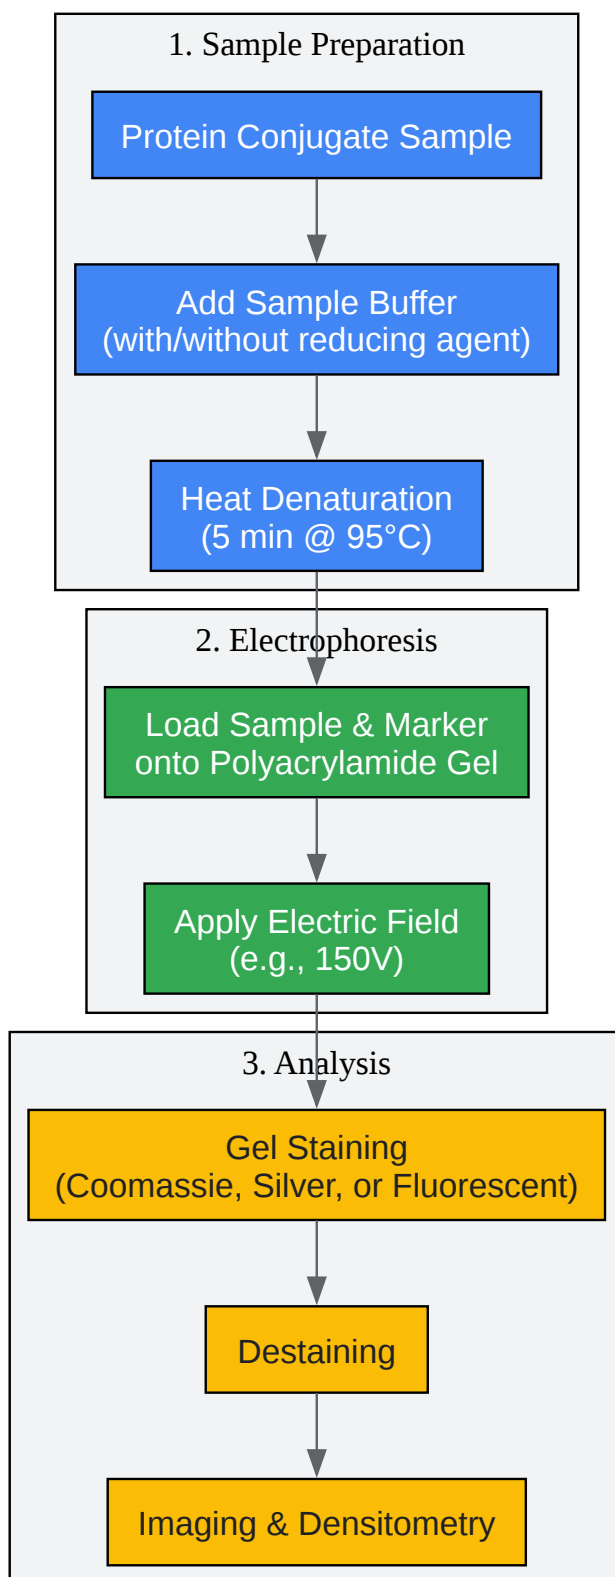 1. Sample Preparation
Protein Conjugate Sample
Add Sample Buffer
(with/without reducing agent)
Heat Denaturation
(5 min @ 95°C)
2. Electrophoresis
Load Sample & Marker
onto Polyacrylamide Gel
Apply Electric Field
(e.g., 150V)
3. Analysis
Gel Staining
(Coomassie, Silver, or Fluorescent)
Destaining
Imaging & Densitometry